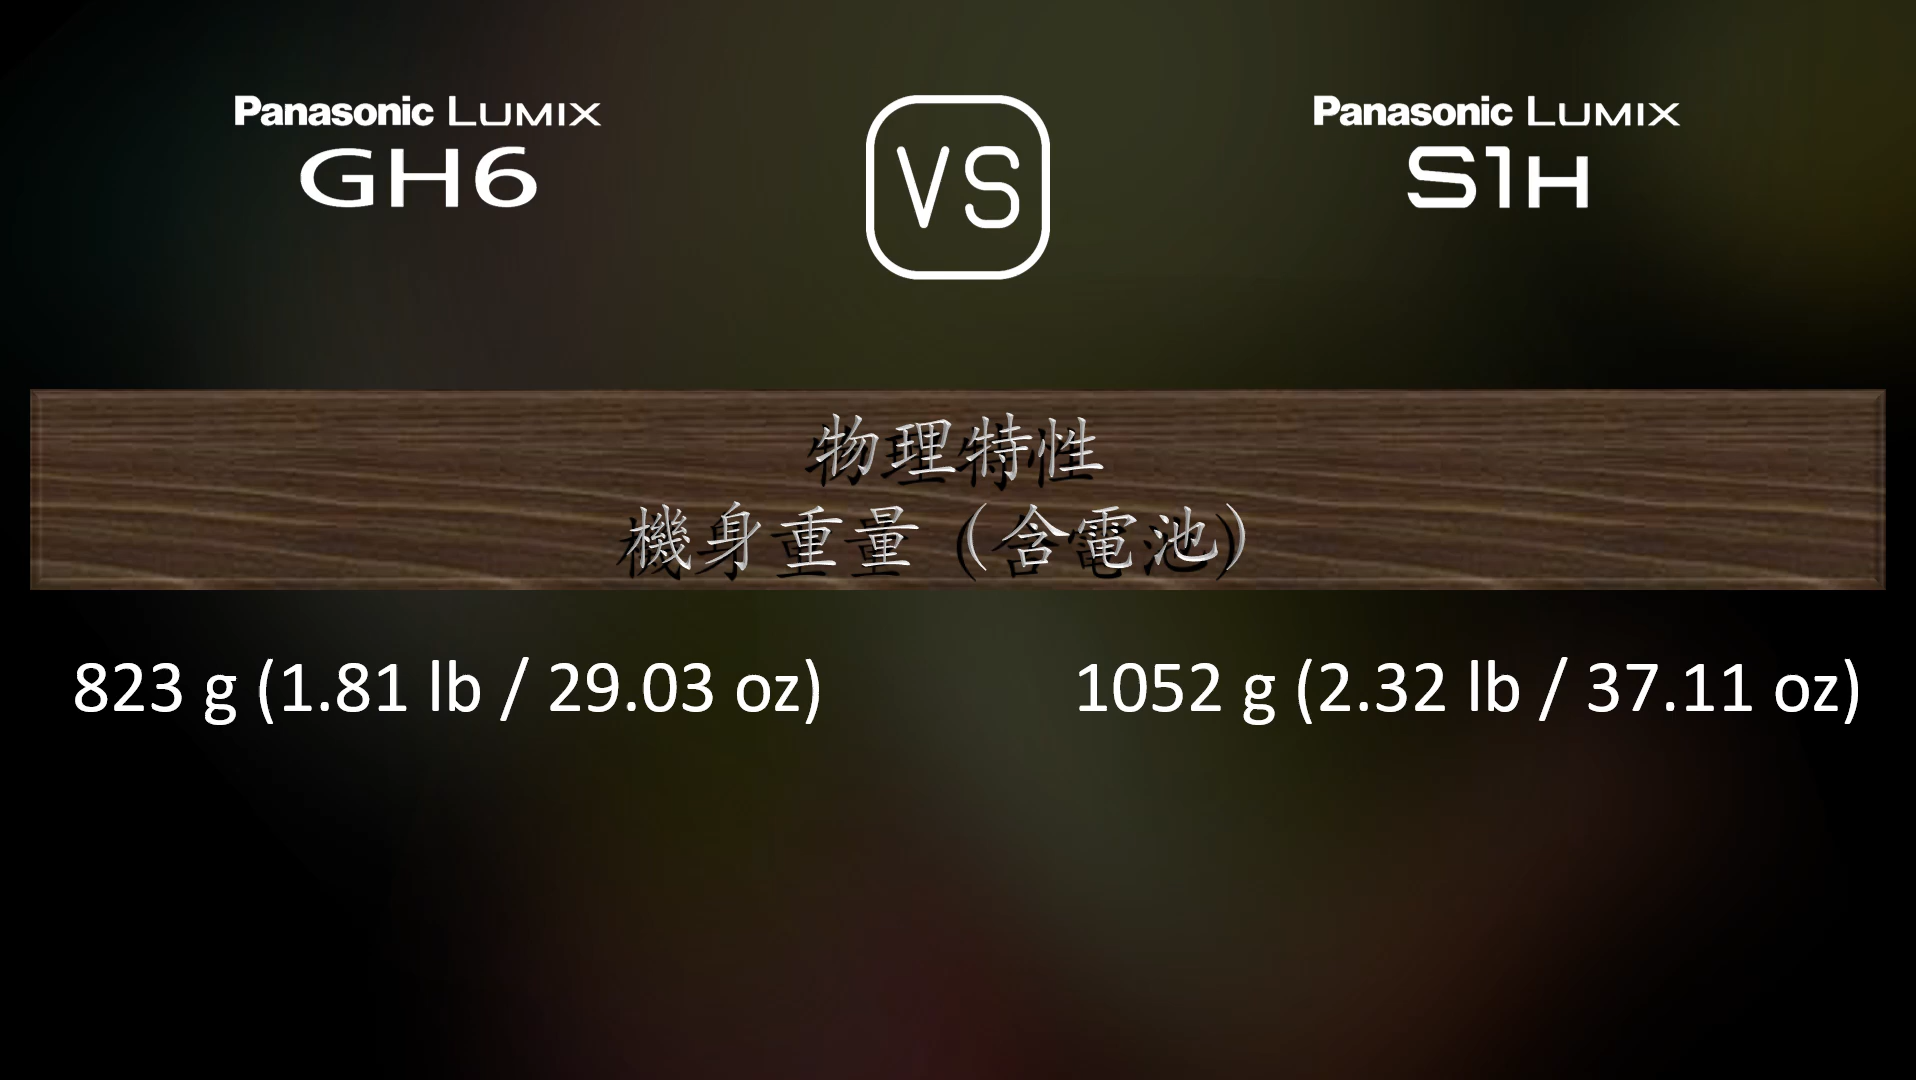 Panasonic LUMIX
GH6
VS
Panasonic LUMIX
S1H
物理特性
機身重量（含電池）
823 g (1.81 lb / 29.03 oz)
1052 g (2.32 lb / 37.11 oz)